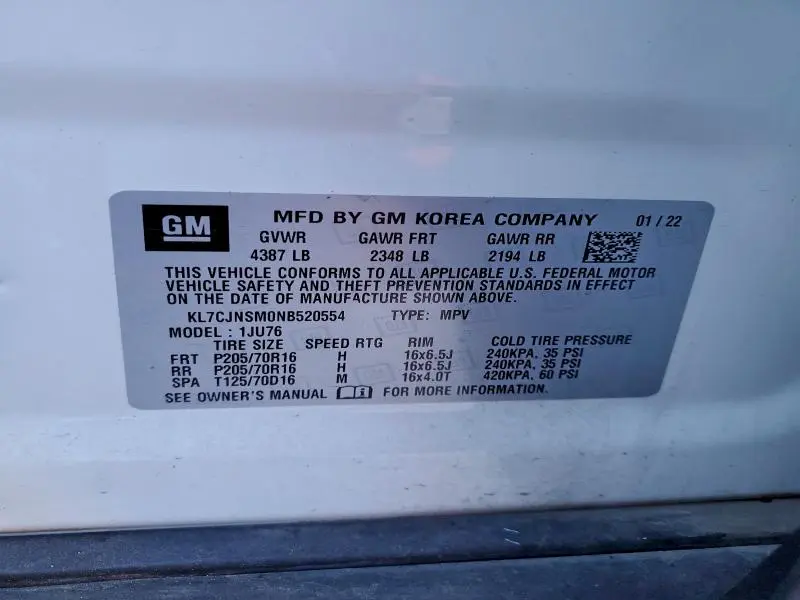 GM MFD BY GM KOREA COMPANY 01 / 22
GVWR GAWR FRT GAWR RR
4387 LB 2348 LB 2194 LB
THIS VEHICLE CONFORMS TO ALL APPLICABLE U.S. FEDERAL MOTOR
VEHICLE SAFETY AND THEFT PREVENTION STANDARDS IN EFFECT
ON THE DATE OF MANUFACTURE SHOWN ABOVE.
KL7CJNSM0NB520554 TYPE: MPV
MODEL : 1JU76
TIRE SIZE SPEED RTG RIM COLD TIRE PRESSURE
FRT P205/70R16 H 16x6.5J 240KPA, 35 PSI
RR P205/70R16 H 16x6.5J 240KPA, 35 PSI
SPA T125/70D16 M 16x4.0T 420KPA, 60 PSI
SEE OWNER'S MANUAL FOR MORE INFORMATION.